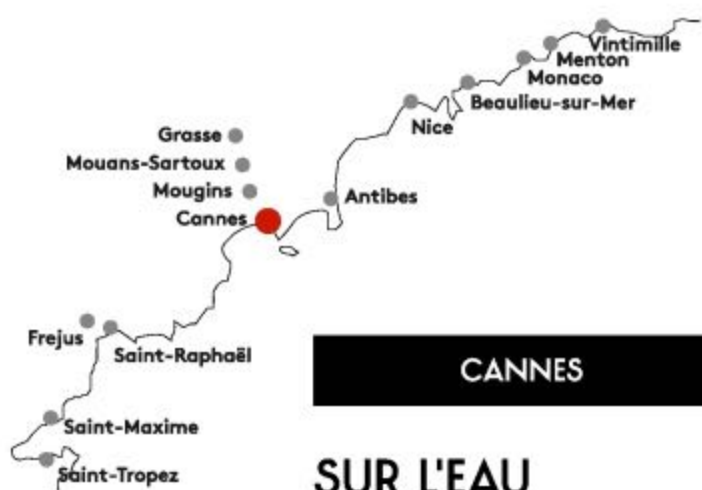 Vintimille
Menton
Monaco
Beaulieu-sur-Mer
Nice
Grasse
Mouans-Sartoux
Mougins
Antibes
Cannes
Frejus
Saint-Raphaël
CANNES
Saint-Maxime
Saint-Tropez
SUR L'EAU